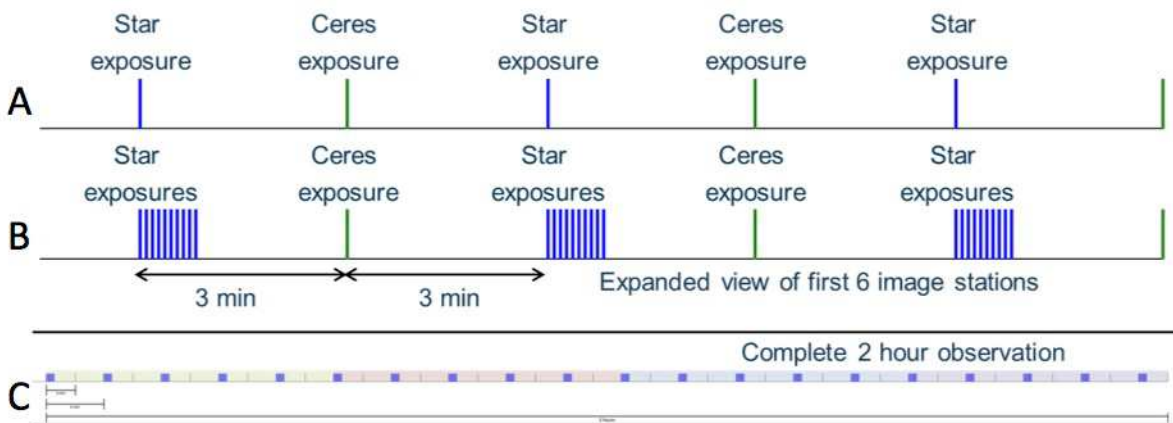 Star Ceres Star Ceres Star
exposure exposure exposure exposure exposure
A
Star Ceres Star Ceres Star
exposures exposure exposures exposure exposures
B
3 min 3 min Expanded view of first 6 image stations
Complete 2 hour observation
C